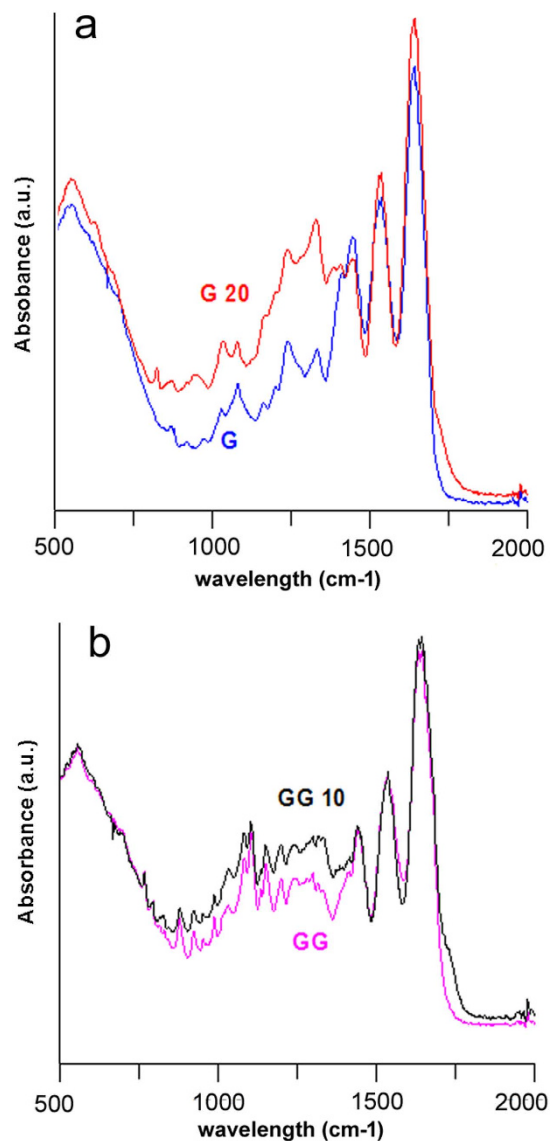 a
Absobance (a.u.)
G 20
G
500 1000 1500 2000
wavelength (cm-1)
b
Absorbance (a.u.)
GG 10
GG
500 1000 1500 2000
wavelength (cm-1)